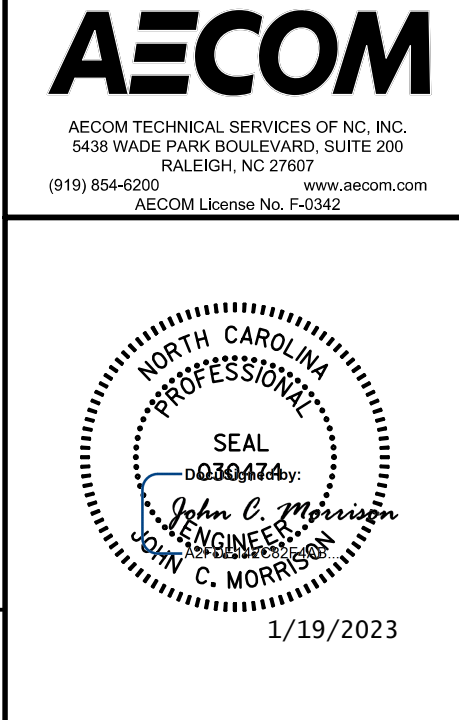 AECOM
AECOM TECHNICAL SERVICES OF NC, INC.
5438 WADE PARK BOULEVARD, SUITE 200
RALEIGH, NC 27607
(919) 854-6200 www.aecom.com
AECOM License No. F-0342
NORTH CAROLINA
PROFESSIONAL
SEAL
030474
DocuSigned by:
John C. Morrison
ENGINEER
A2FDE142C82F4AB...
JOHN C. MORRISON
1/19/2023